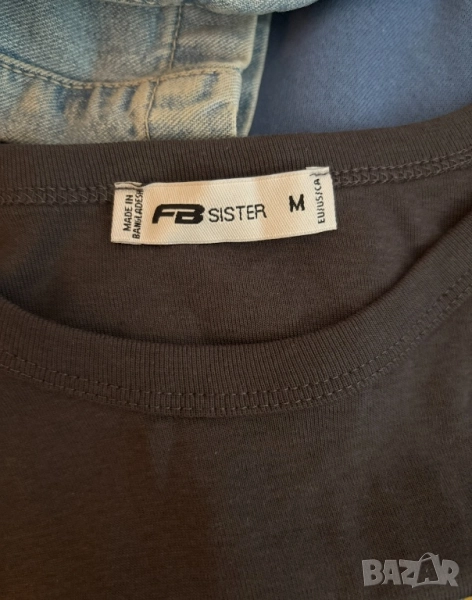 MADE IN
BANGLADESH
FB SISTER
M
EU/US/CA
BAZAR